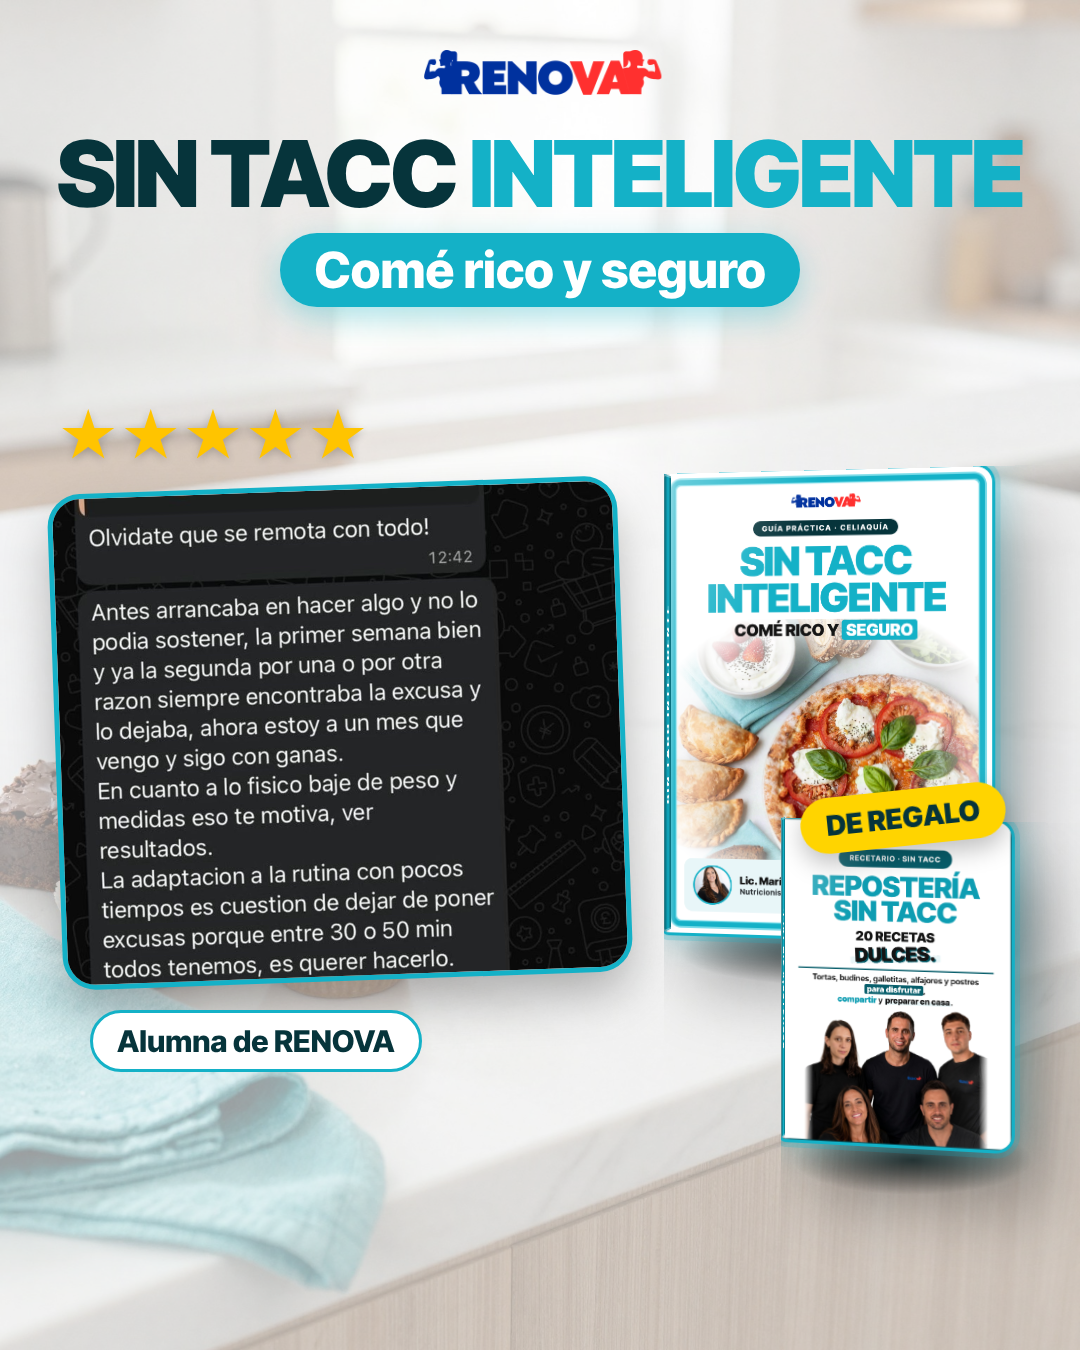 RENOVA
SIN TACC INTELIGENTE
Comé rico y seguro
Olvidate que se remota con todo!
12:42
Antes arrancaba en hacer algo y no lo
podia sostener, la primer semana bien
y ya la segunda por una o por otra
razon siempre encontraba la excusa y
lo dejaba, ahora estoy a un mes que
vengo y sigo con ganas.
En cuanto a lo fisico baje de peso y
medidas eso te motiva, ver
resultados.
La adaptacion a la rutina con pocos
tiempos es cuestion de dejar de poner
excusas porque entre 30 o 50 min
todos tenemos, es querer hacerlo.
Alumna de RENOVA
RENOVA
GUÍA PRÁCTICA · CELIAQUÍA
SIN TACC
INTELIGENTE
COMÉ RICO Y SEGURO
Lic. Marí
Nutricionis
DE REGALO
RECETARIO · SIN TACC
REPOSTERÍA
SIN TACC
20 RECETAS
DULCES.
Tortas, budines, galletitas, alfajores y postres
para disfrutar,
compartir y preparar en casa.